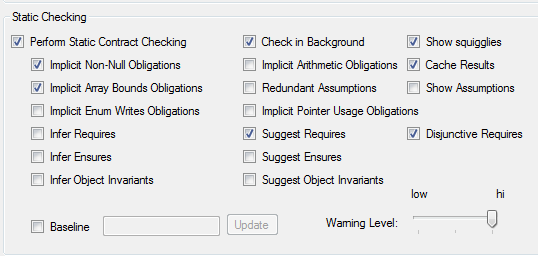 Static Checking
Perform Static Contract Checking Check in Background Show squigglies
Implicit Non-Null Obligations Implicit Arithmetic Obligations Cache Results
Implicit Array Bounds Obligations Redundant Assumptions Show Assumptions
Implicit Enum Writes Obligations Implicit Pointer Usage Obligations
Infer Requires Suggest Requires Disjunctive Requires
Infer Ensures Suggest Ensures
Infer Object Invariants Suggest Object Invariants
low hi
Baseline Update Warning Level: